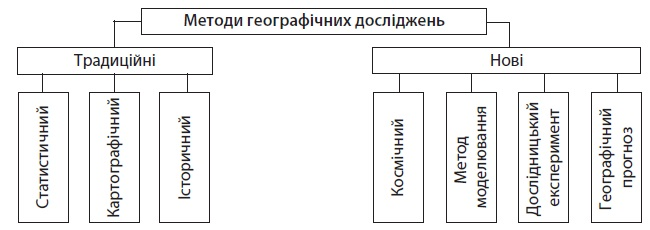 Методи географічних досліджень
Традиційні
Нові
Статистичний
Картографічний
Історичний
Космічний
Метод
моделювання
Дослідницький
експеримент
Географічний
прогноз